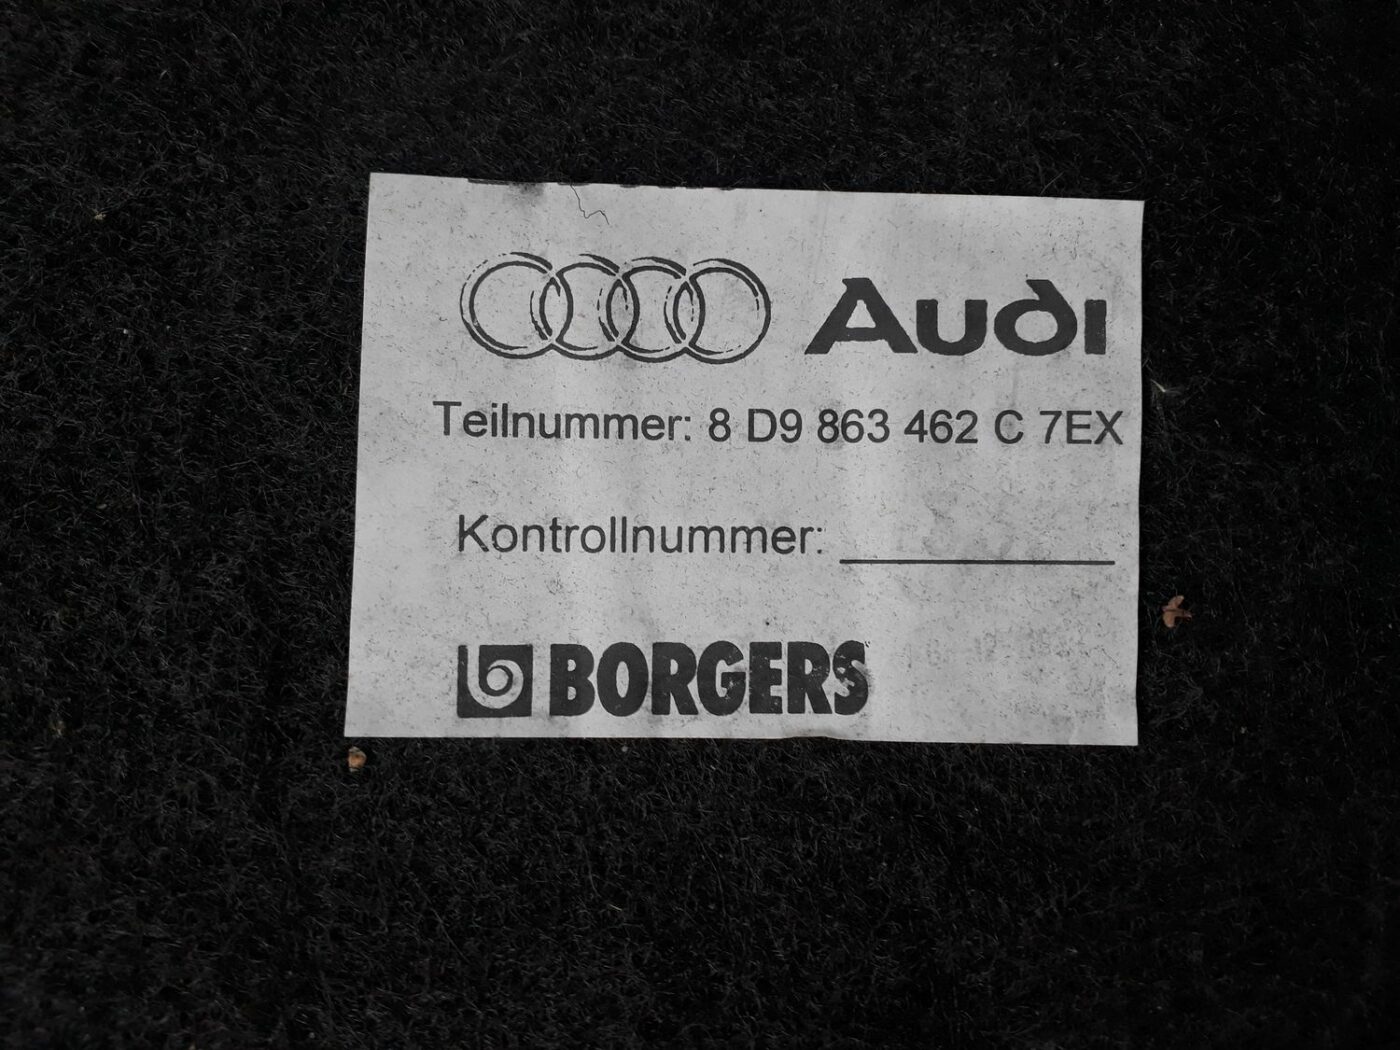 Audi
Teilnummer: 8 D9 863 462 C 7EX
Kontrollnummer:
BORGERS